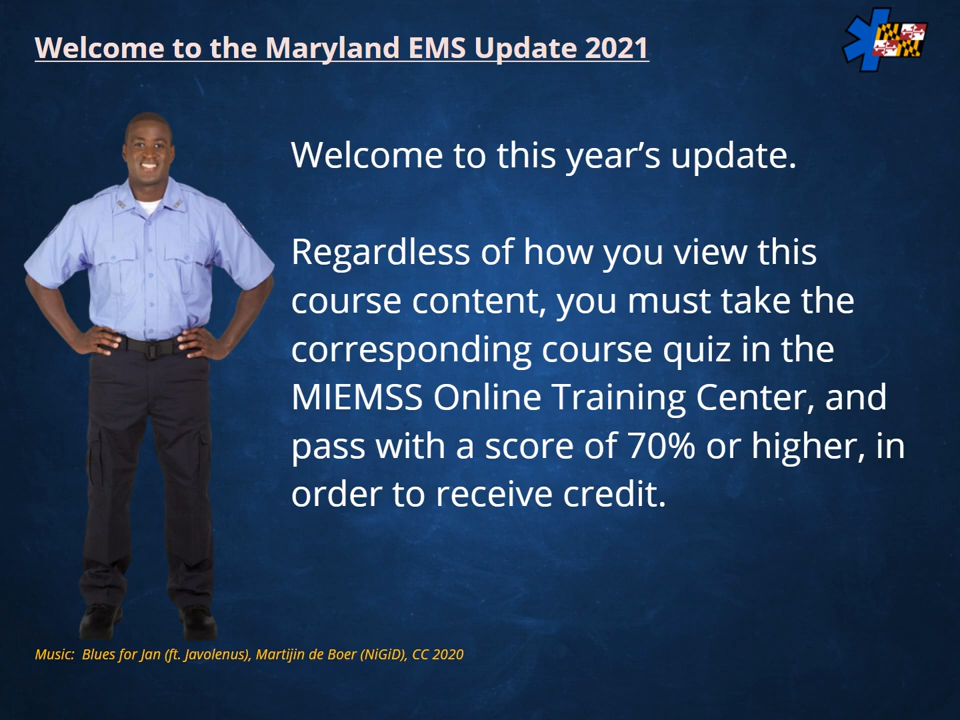 Welcome to the Maryland EMS Update 2021
Welcome to this year’s update.
Regardless of how you view this
course content, you must take the
corresponding course quiz in the
MIEMSS Online Training Center, and
pass with a score of 70% or higher, in
order to receive credit.
Music:  Blues for Jan (ft. Javolenus), Martijin de Boer (NiGiD), CC 2020